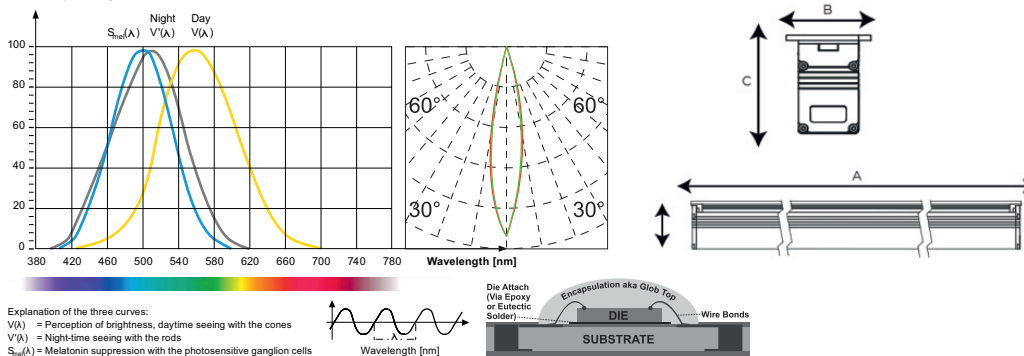 Night Day
Smel(λ) V'(λ) V(λ)
100
80
60
40
20
0
380 420 460 500 540 580 620 660 700 740 780
Wavelength [nm]
60° 60°
30° 30°
B
C
A
Explanation of the three curves:
V(λ) = Perception of brightness, daytime seeing with the cones
V'(λ) = Night-time seeing with the rods
Smel(λ) = Melatonin suppression with the photosensitive ganglion cells
λ
Wavelength [nm]
Die Attach
(Via Epoxy
or Eutectic
Solder)
Encapsulation aka Glob Top
DIE
Wire Bonds
SUBSTRATE